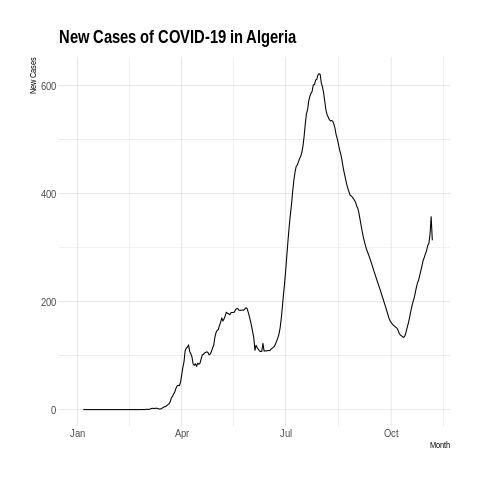 New Cases of COVID-19 in Algeria
New Cases
600
400
200
0
Jan Apr Jul Oct
Month